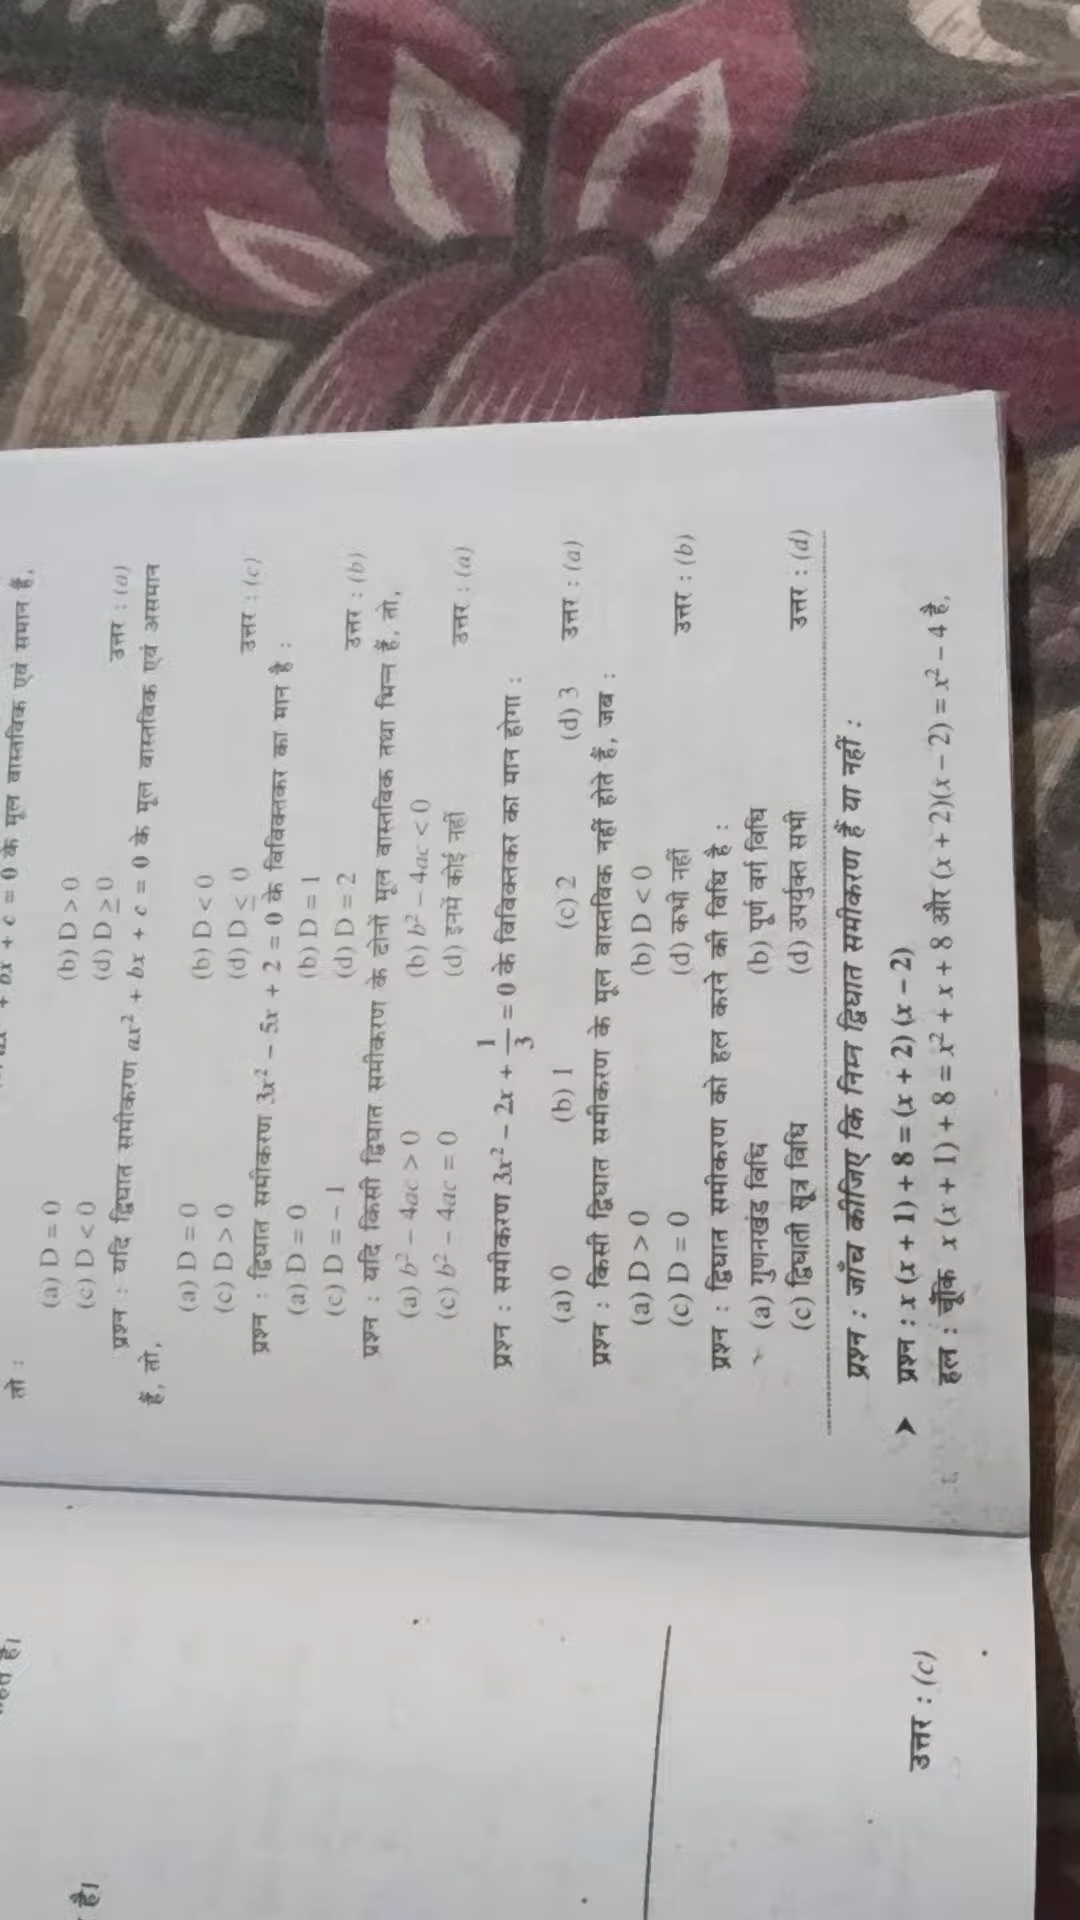 + bx + c = 0 के मूल वास्तविक एवं समान हैं,
तो :
(a) D = 0 (b) D > 0
(c) D < 0 (d) D ≥ 0
उत्तर : (a)
प्रश्न : यदि द्विघात समीकरण ax² + bx + c = 0 के मूल वास्तविक एवं असमान
हैं, तो,
(a) D = 0 (b) D < 0
(c) D > 0 (d) D ≤ 0
उत्तर : (c)
प्रश्न : द्विघात समीकरण 3x² – 5x + 2 = 0 के विविक्तकर का मान है :
(a) D = 0 (b) D = 1
(c) D = – 1 (d) D = 2
उत्तर : (b)
प्रश्न : यदि किसी द्विघात समीकरण के दोनों मूल वास्तविक तथा भिन्न हैं, तो,
(a) b² – 4ac > 0 (b) b² – 4ac < 0
(c) b² – 4ac = 0 (d) इनमें कोई नहीं
उत्तर : (a)
प्रश्न : समीकरण 3x² – 2x + 1/3 = 0 के विविक्तकर का मान होगा :
(a) 0 (b) 1 (c) 2 (d) 3 उत्तर : (a)
प्रश्न : किसी द्विघात समीकरण के मूल वास्तविक नहीं होते हैं, जब :
(a) D > 0 (b) D < 0
(c) D = 0 (d) कभी नहीं उत्तर : (b)
प्रश्न : द्विघात समीकरण को हल करने की विधि है :
(a) गुणनखंड विधि (b) पूर्ण वर्ग विधि
(c) द्विघाती सूत्र विधि (d) उपर्युक्त सभी उत्तर : (d)
प्रश्न : जाँच कीजिए कि निम्न द्विघात समीकरण हैं या नहीं :
➤ प्रश्न : x (x + 1) + 8 = (x + 2) (x – 2)
हल : चूँकि x (x + 1) + 8 = x² + x + 8 और (x + 2)(x – 2) = x² – 4 है,
है।
उत्तर : (c)